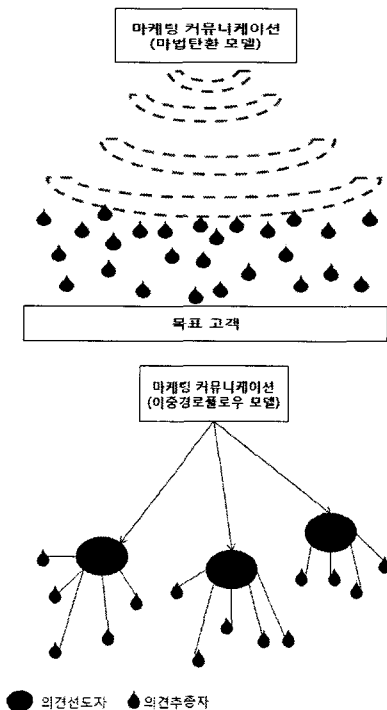 마케팅 커뮤니케이션
(마법탄환 모델)
목표 고객
마케팅 커뮤니케이션
(이중경로플로우 모델)
의견선도자 의견추종자